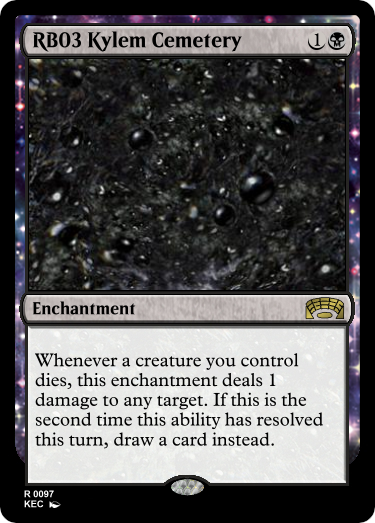 RB03 Kylem Cemetery 1
Enchantment
Whenever a creature you control
dies, this enchantment deals 1
damage to any target. If this is the
second time this ability has resolved
this turn, draw a card instead.
R 0097
KEC